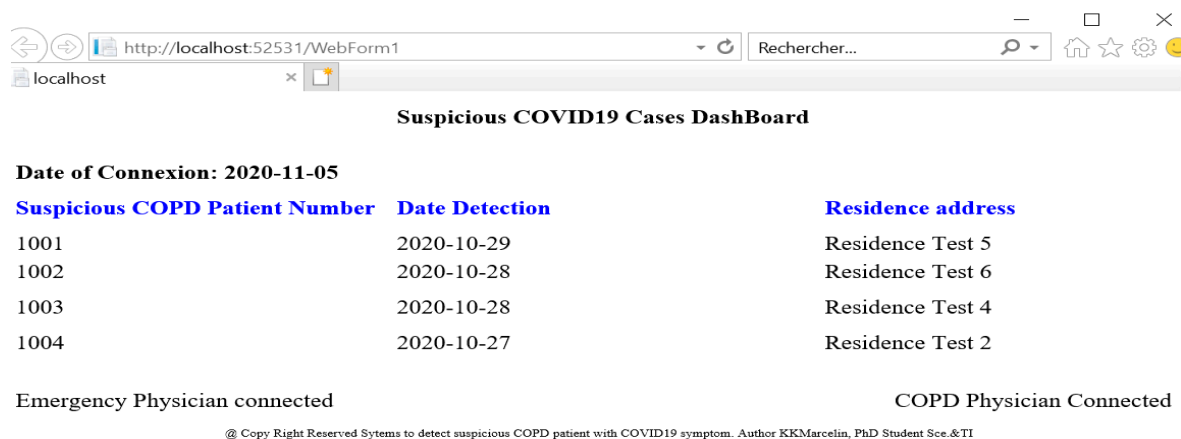 http://localhost:52531/WebForm1
Rechercher...
localhost
Suspicious COVID19 Cases DashBoard
Date of Connexion: 2020-11-05
Suspicious COPD Patient Number Date Detection Residence address
1001 2020-10-29 Residence Test 5
1002 2020-10-28 Residence Test 6
1003 2020-10-28 Residence Test 4
1004 2020-10-27 Residence Test 2
Emergency Physician connected COPD Physician Connected
@ Copy Right Reserved Sytems to detect suspicious COPD patient with COVID19 symptom. Author KKMarcelin, PhD Student Sce.&TI